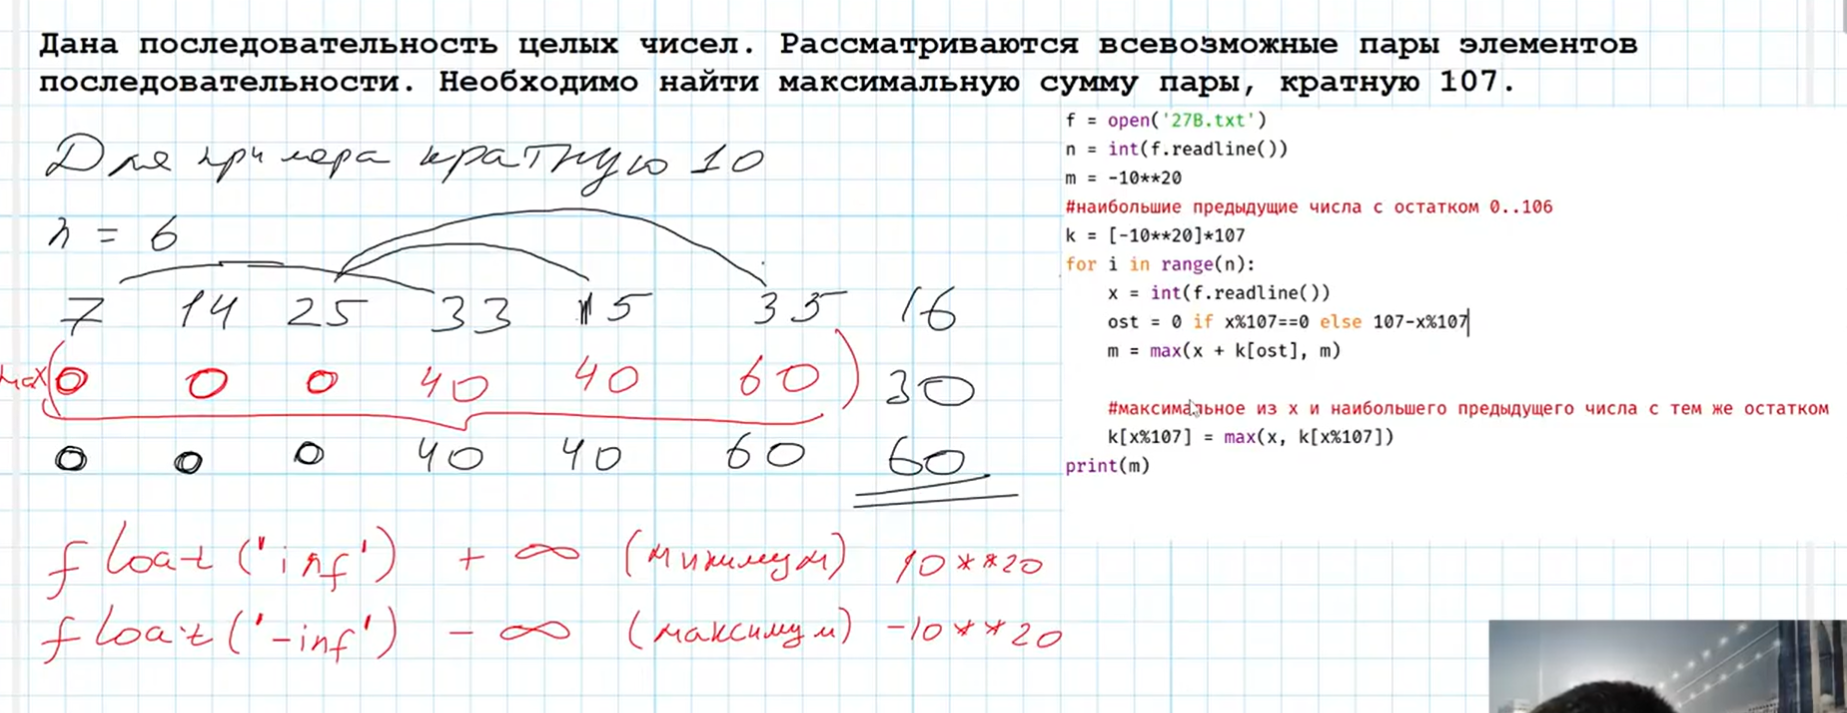 Дана последовательность целых чисел. Рассматриваются всевозможные пары элементов
последовательности. Необходимо найти максимальную сумму пары, кратную 107.
Для примера кратную 10
n = 6
7 14 25 33 15 35 16
max(0 0 0 40 40 60) 30
0 0 0 40 40 60 60
float('inf') + ∞ (минимум) 10**20
float('-inf') - ∞ (максимум) -10**20
f = open('27B.txt')
n = int(f.readline())
m = -10**20
#наибольшие предыдущие числа с остатком 0..106
k = [-10**20]*107
for i in range(n):
    x = int(f.readline())
    ost = 0 if x%107==0 else 107-x%107
    m = max(x + k[ost], m)
    #максимальное из x и наибольшего предыдущего числа с тем же остатком
    k[x%107] = max(x, k[x%107])
print(m)